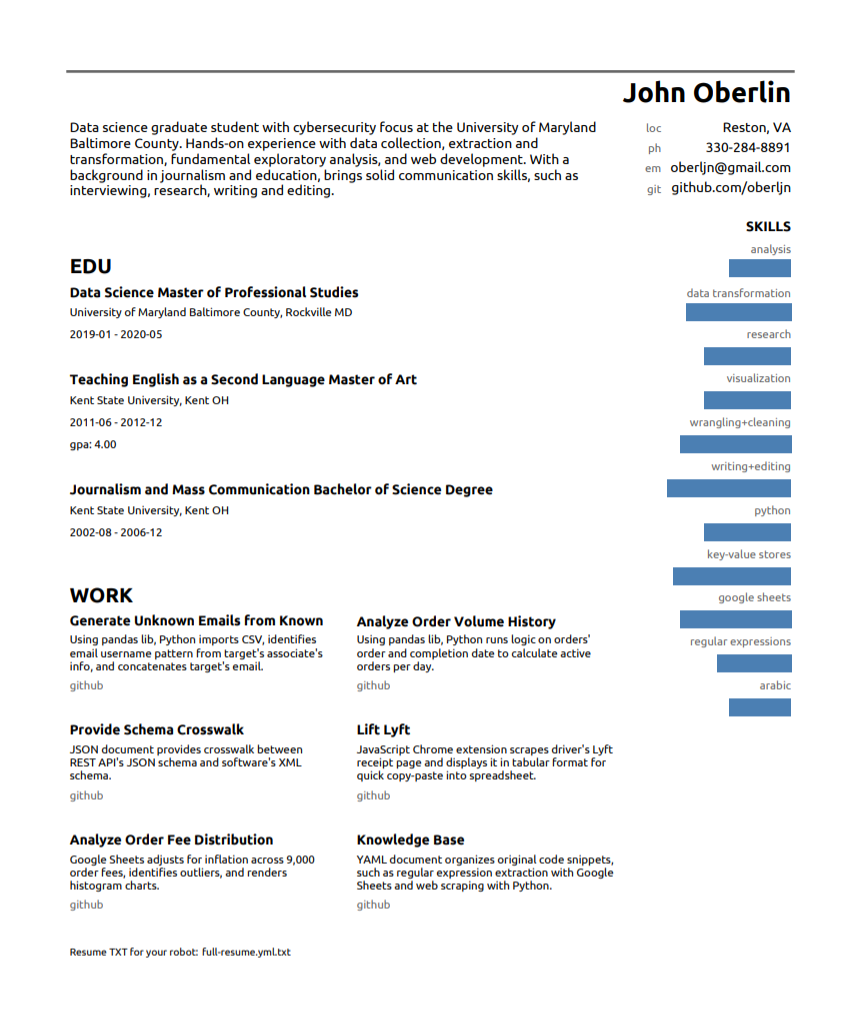 John Oberlin
Data science graduate student with cybersecurity focus at the University of Maryland
Baltimore County. Hands-on experience with data collection, extraction and
transformation, fundamental exploratory analysis, and web development. With a
background in journalism and education, brings solid communication skills, such as
interviewing, research, writing and editing.
loc Reston, VA
ph 330-284-8891
em oberljn@gmail.com
git github.com/oberljn
EDU
Data Science Master of Professional Studies
University of Maryland Baltimore County, Rockville MD
2019-01 - 2020-05
Teaching English as a Second Language Master of Art
Kent State University, Kent OH
2011-06 - 2012-12
gpa: 4.00
Journalism and Mass Communication Bachelor of Science Degree
Kent State University, Kent OH
2002-08 - 2006-12
WORK
Generate Unknown Emails from Known
Using pandas lib, Python imports CSV, identifies
email username pattern from target's associate's
info, and concatenates target's email.
github
Analyze Order Volume History
Using pandas lib, Python runs logic on orders'
order and completion date to calculate active
orders per day.
github
Provide Schema Crosswalk
JSON document provides crosswalk between
REST API's JSON schema and software's XML
schema.
github
Lift Lyft
JavaScript Chrome extension scrapes driver's Lyft
receipt page and displays it in tabular format for
quick copy-paste into spreadsheet.
github
Analyze Order Fee Distribution
Google Sheets adjusts for inflation across 9,000
order fees, identifies outliers, and renders
histogram charts.
github
Knowledge Base
YAML document organizes original code snippets,
such as regular expression extraction with Google
Sheets and web scraping with Python.
github
SKILLS
analysis
data transformation
research
visualization
wrangling+cleaning
writing+editing
python
key-value stores
google sheets
regular expressions
arabic
Resume TXT for your robot: full-resume.yml.txt